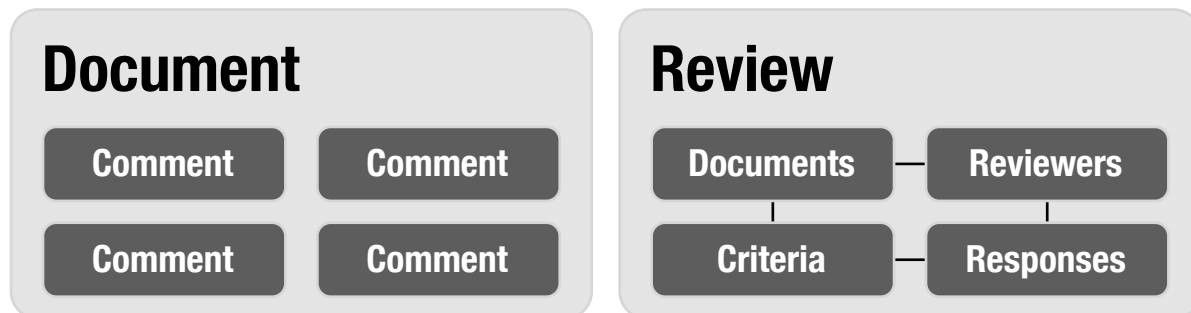 Document
Comment
Comment
Comment
Comment
Review
Documents
Reviewers
Criteria
Responses